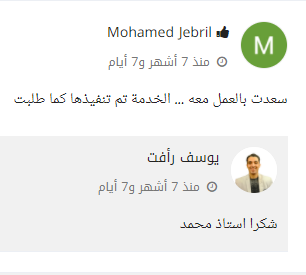 Mohamed Jebril
منذ 7 أشهر و7 أيام
M
سعدت بالعمل معه ... الخدمة تم تنفيذها كما طلبت
يوسف رأفت
منذ 7 أشهر و7 أيام
شكرا استاذ محمد